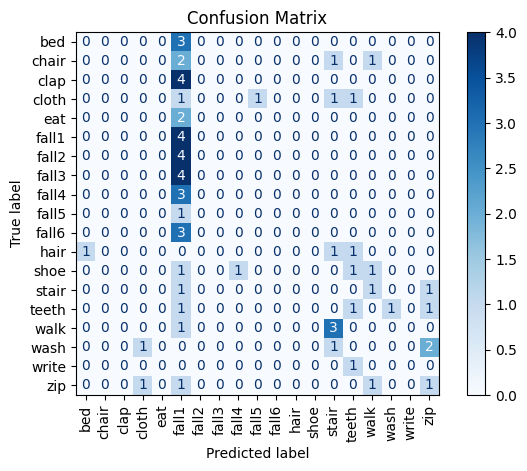 Confusion Matrix
True label
bed 0 0 0 0 0 3 0 0 0 0 0 0 0 0 0 0 0 0 0
chair 0 0 0 0 0 2 0 0 0 0 0 0 0 1 0 1 0 0 0
clap 0 0 0 0 0 4 0 0 0 0 0 0 0 0 0 0 0 0 0
cloth 0 0 0 0 0 1 0 0 0 1 0 0 0 1 1 0 0 0 0
eat 0 0 0 0 0 2 0 0 0 0 0 0 0 0 0 0 0 0 0
fall1 0 0 0 0 0 4 0 0 0 0 0 0 0 0 0 0 0 0 0
fall2 0 0 0 0 0 4 0 0 0 0 0 0 0 0 0 0 0 0 0
fall3 0 0 0 0 0 4 0 0 0 0 0 0 0 0 0 0 0 0 0
fall4 0 0 0 0 0 3 0 0 0 0 0 0 0 0 0 0 0 0 0
fall5 0 0 0 0 0 1 0 0 0 0 0 0 0 0 0 0 0 0 0
fall6 0 0 0 0 0 3 0 0 0 0 0 0 0 0 0 0 0 0 0
hair 1 0 0 0 0 0 0 0 0 0 0 0 0 1 1 0 0 0 0
shoe 0 0 0 0 0 1 0 0 1 0 0 0 0 0 1 1 0 0 0
stair 0 0 0 0 0 1 0 0 0 0 0 0 0 0 0 1 0 0 1
teeth 0 0 0 0 0 1 0 0 0 0 0 0 0 0 1 0 1 0 1
walk 0 0 0 0 0 1 0 0 0 0 0 0 0 3 0 0 0 0 0
wash 0 0 0 1 0 0 0 0 0 0 0 0 0 1 0 0 0 0 2
write 0 0 0 0 0 0 0 0 0 0 0 0 0 0 1 0 0 0 0
zip 0 0 0 1 0 1 0 0 0 0 0 0 0 0 0 1 0 0 1
bed chair clap cloth eat fall1 fall2 fall3 fall4 fall5 fall6 hair shoe stair teeth walk wash write zip
Predicted label
4.0
3.5
3.0
2.5
2.0
1.5
1.0
0.5
0.0